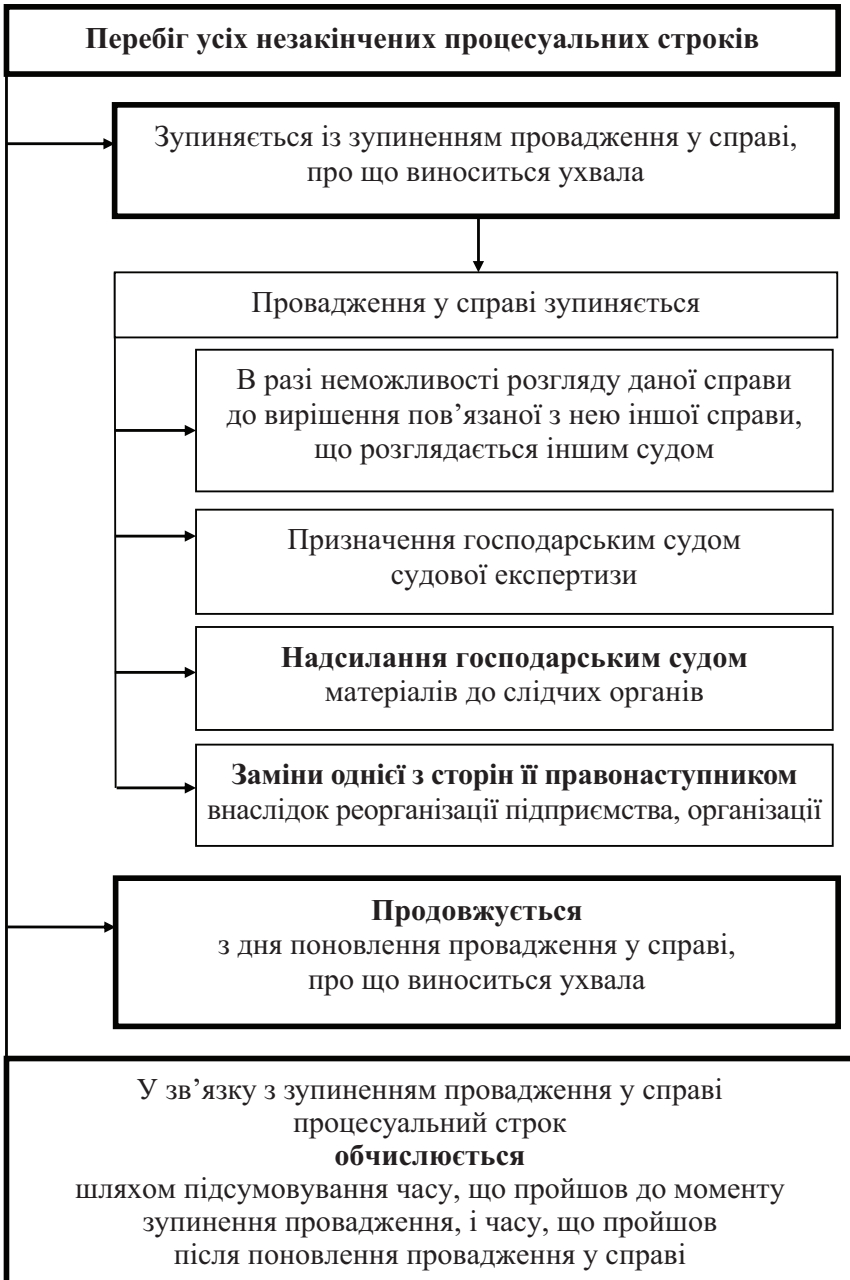 Перебіг усіх незакінчених процесуальних строків
Зупиняється із зупиненням провадження у справі,
про що виноситься ухвала
Провадження у справі зупиняється
В разі неможливості розгляду даної справи
до вирішення пов’язаної з нею іншої справи,
що розглядається іншим судом
Призначення господарським судом
судової експертизи
Надсилання господарським судом
матеріалів до слідчих органів
Заміни однієї з сторін її правонаступником
внаслідок реорганізації підприємства, організації
Продовжується
з дня поновлення провадження у справі,
про що виноситься ухвала
У зв’язку з зупиненням провадження у справі
процесуальний строк
обчислюється
шляхом підсумовування часу, що пройшов до моменту
зупинення провадження, і часу, що пройшов
після поновлення провадження у справі